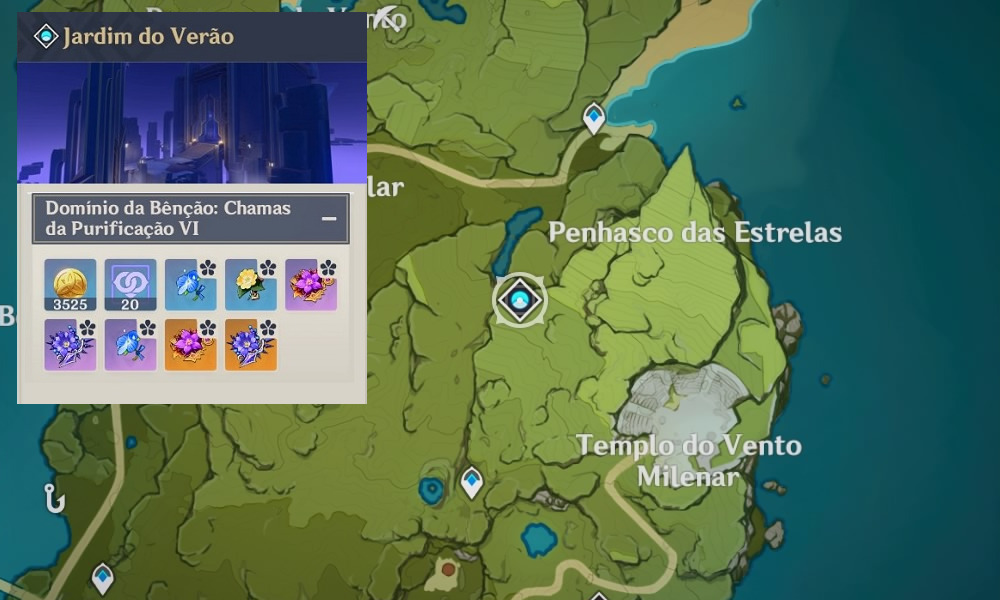 Jardim do Verão
Domínio da Bênção: Chamas
da Purificação VI
3525
20
lar
Penhasco das Estrelas
Templo do Vento
Milenar